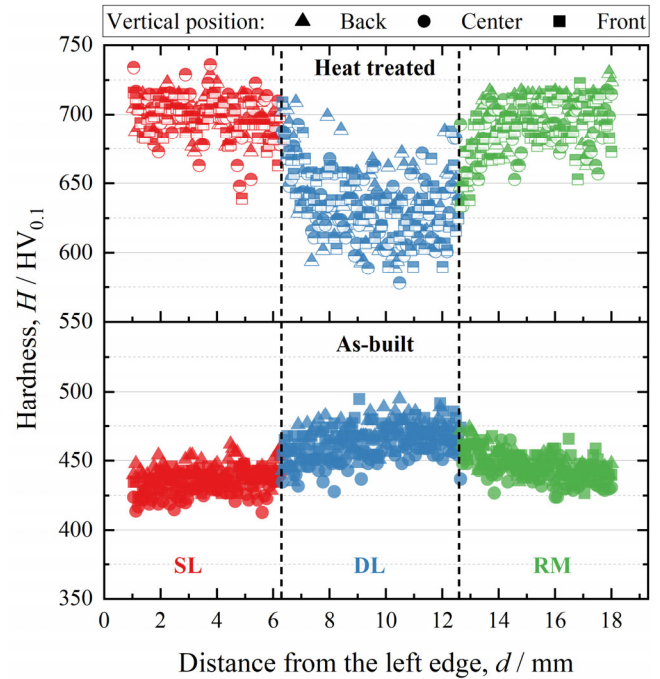 Vertical position: Back Center Front
Heat treated
750
700
650
600
550
As-built
500
450
400
350
SL DL RM
0 2 4 6 8 10 12 14 16 18 20
Hardness, H / HV0.1
Distance from the left edge, d / mm